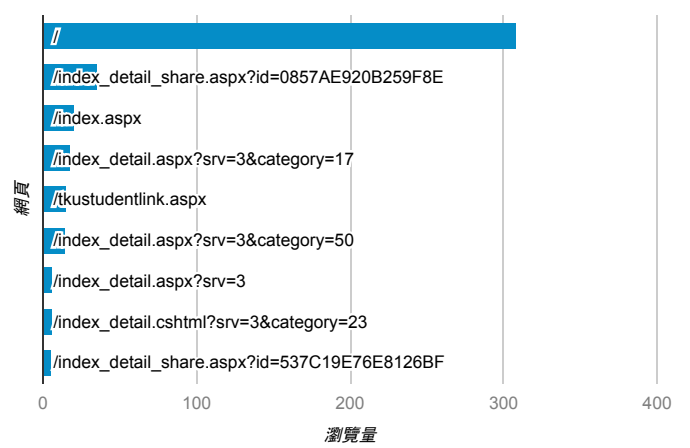 /
/index_detail_share.aspx?id=0857AE920B259F8E
/index.aspx
/index_detail.aspx?srv=3&category=17
/tkustudentlink.aspx
/index_detail.aspx?srv=3&category=50
/index_detail.aspx?srv=3
/index_detail.cshtml?srv=3&category=23
/index_detail_share.aspx?id=537C19E76E8126BF
網頁
0 100 200 300 400
瀏覽量